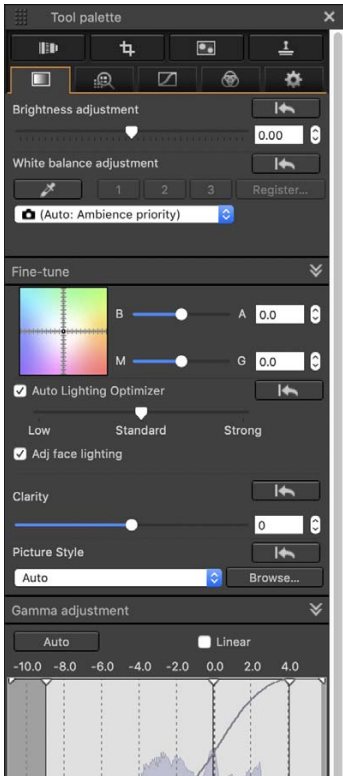 Tool palette
Brightness adjustment
0.00
White balance adjustment
1 2 3 Register...
(Auto: Ambience priority)
Fine-tune
B A 0.0
M G 0.0
Auto Lighting Optimizer
Low Standard Strong
Adj face lighting
Clarity
0
Picture Style
Auto Browse...
Gamma adjustment
Auto Linear
-10.0 -8.0 -6.0 -4.0 -2.0 0.0 2.0 4.0